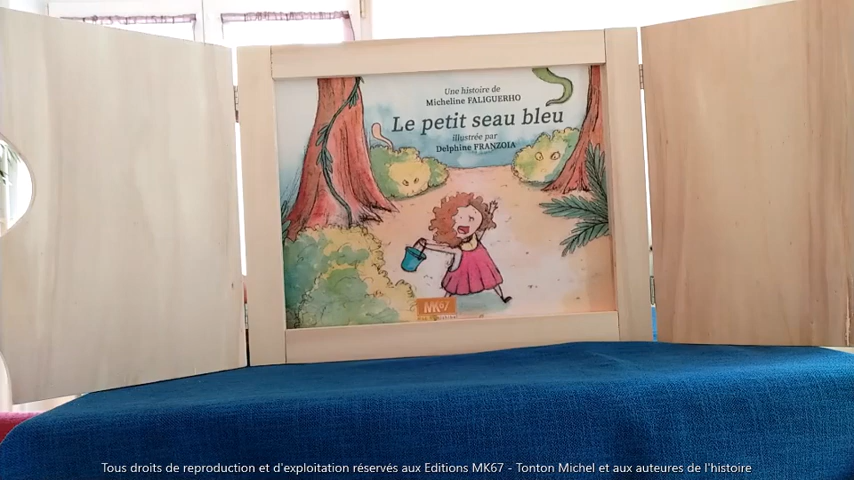 Une histoire de
Micheline FALIGUERHO
Le petit seau bleu
illustrée par
Delphine FRANZOIA
MK67
Tous droits de reproduction et d'exploitation réservés aux Editions MK67 - Tonton Michel et aux auteures de l'histoire